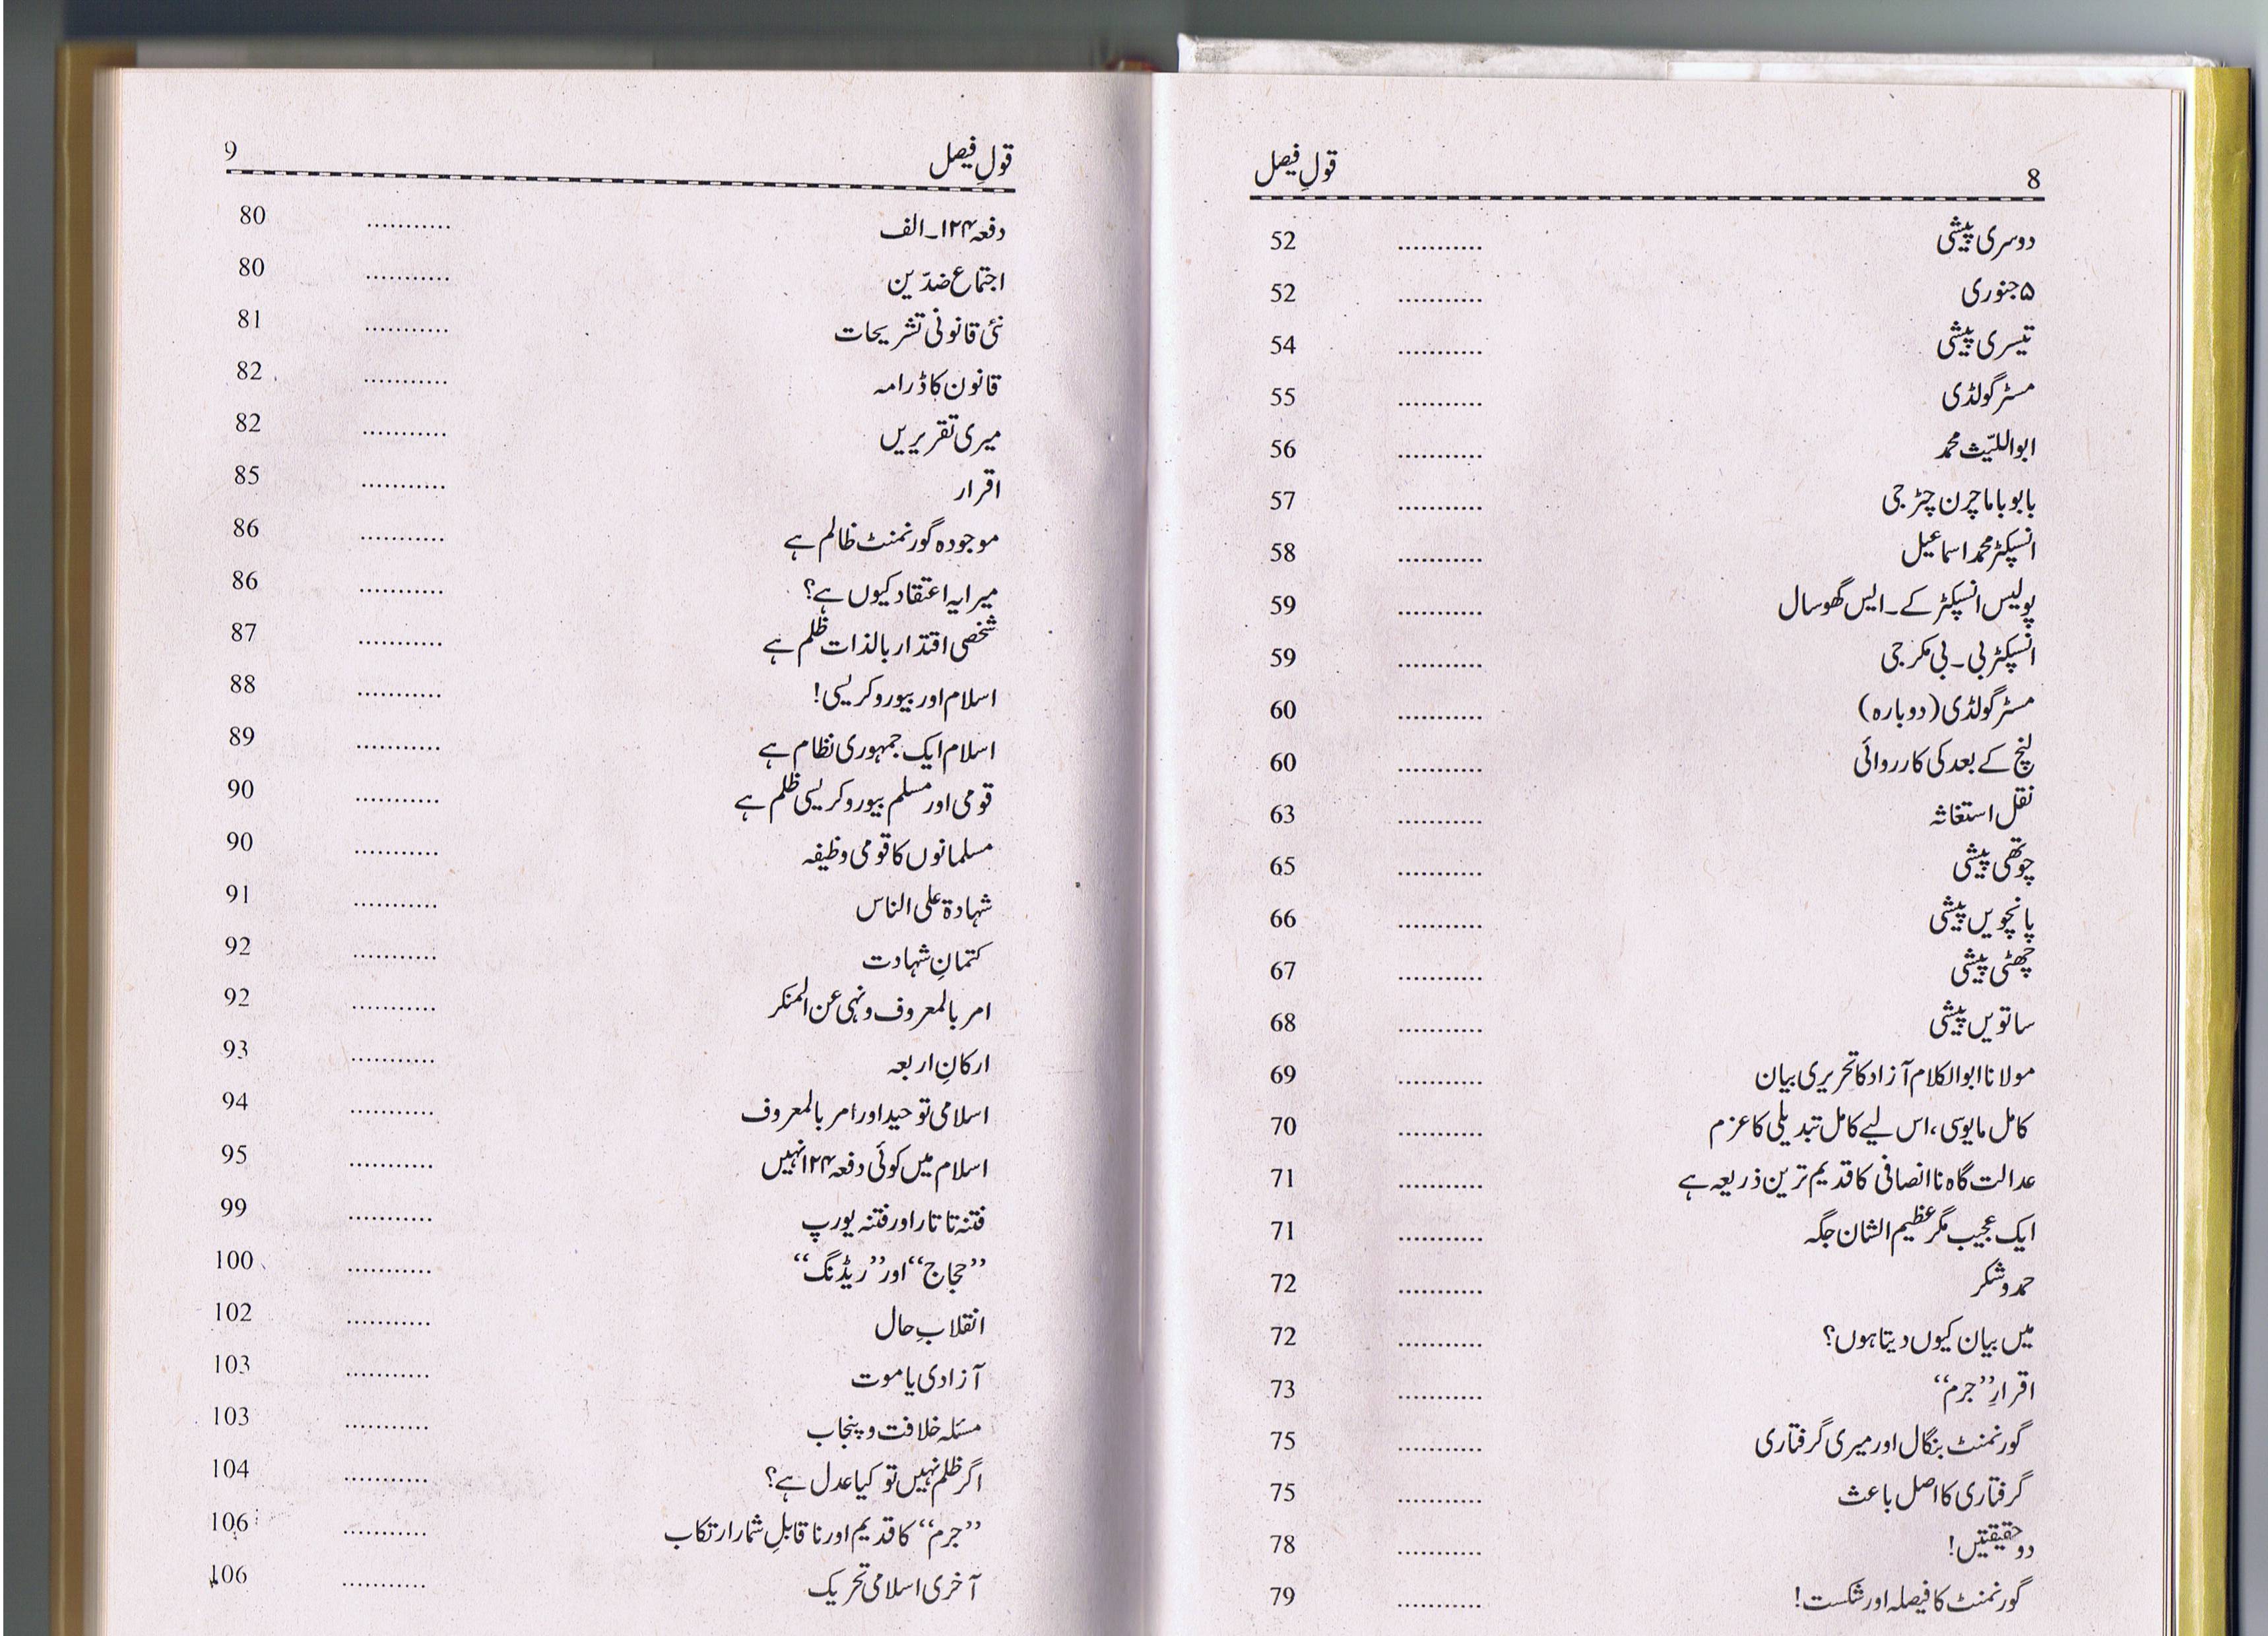 8 قولِ فیصل
دوسری پیشی ........... 52
۵ جنوری ........... 52
تیسری پیشی ........... 54
مسٹر گولڈی ........... 55
ابواللیّث محمد ........... 56
بابو باما چرن چٹرجی ........... 57
انسپکٹر محمد اسماعیل ........... 58
پولیس انسپکٹر کے۔ ایس گھوسال ........... 59
انسپکٹر بی۔ بی مکرجی ........... 59
مسٹر گولڈی (دوبارہ) ........... 60
لنچ کے بعد کی کارروائی ........... 60
نقل استغاثہ ........... 63
چوتھی پیشی ........... 65
پانچویں پیشی ........... 66
چھٹی پیشی ........... 67
ساتویں پیشی ........... 68
مولانا ابوالکلام آزاد کا تحریری بیان ........... 69
کامل مایوسی، اس لیے کامل تبدیلی کا عزم ........... 70
عدالت گاہ ناانصافی کا قدیم ترین ذریعہ ہے ........... 71
ایک عجیب مگر عظیم الشان جگہ ........... 71
حمد و شکر ........... 72
میں بیان کیوں دیتا ہوں؟ ........... 72
اقرارِ ”جرم“ ........... 73
گورنمنٹ بنگال اور میری گرفتاری ........... 75
گرفتاری کا اصل باعث ........... 75
دو حقیقتیں! ........... 78
گورنمنٹ کا فیصلہ اور شکست! ........... 79
قولِ فیصل 9
دفعہ ۱۲۴۔ الف ........... 80
اجتماع ضدّین ........... 80
نئی قانونی تشریحات ........... 81
قانون کا ڈرامہ ........... 82
میری تقریریں ........... 82
اقرار ........... 85
موجودہ گورنمنٹ ظالم ہے ........... 86
میرا یہ اعتقاد کیوں ہے؟ ........... 86
شخصی اقتدار بالذات ظلم ہے ........... 87
اسلام اور بیوروکریسی! ........... 88
اسلام ایک جمہوری نظام ہے ........... 89
قومی اور مسلم بیوروکریسی ظلم ہے ........... 90
مسلمانوں کا قومی وظیفہ ........... 90
شہادۃ علی الناس ........... 91
کتمانِ شہادت ........... 92
امر بالمعروف و نہی عن المنکر ........... 92
ارکانِ اربعہ ........... 93
اسلامی توحید اور امر بالمعروف ........... 94
اسلام میں کوئی دفعہ ۱۲۴ نہیں ........... 95
فتنہ تاتار اور فتنہ یورپ ........... 99
”حجاج“ اور ”ریڈنگ“ ........... 100
انقلابِ حال ........... 102
آزادی یا موت ........... 103
مسئلہ خلافت و پنجاب ........... 103
اگر ظلم نہیں تو کیا عدل ہے؟ ........... 104
”جرم“ کا قدیم اور ناقابلِ شمار ارتکاب ........... 106
آخری اسلامی تحریک ........... 106